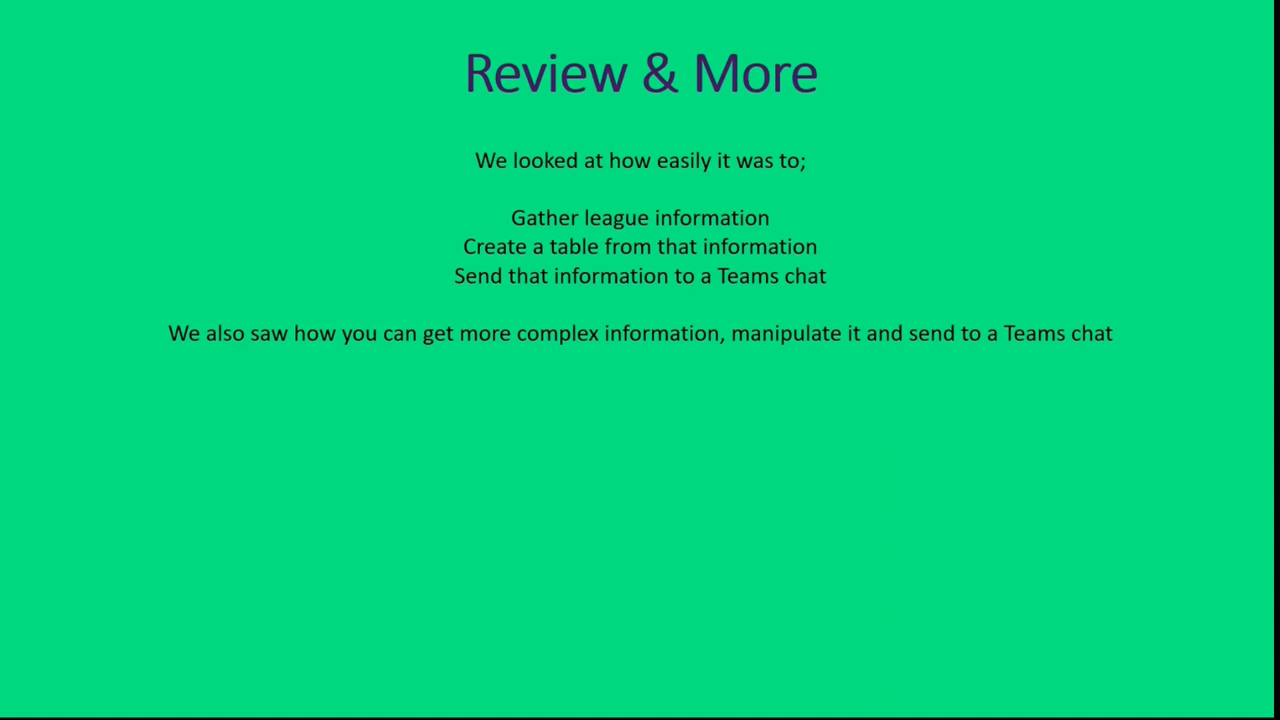 Review & More
We looked at how easily it was to;
Gather league information
Create a table from that information
Send that information to a Teams chat
We also saw how you can get more complex information, manipulate it and send to a Teams chat